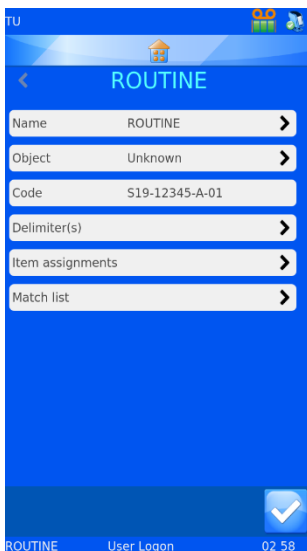 TU
ROUTINE
Name ROUTINE
Object Unknown
Code S19-12345-A-01
Delimiter(s)
Item assignments
Match list
ROUTINE User Logon 02 58